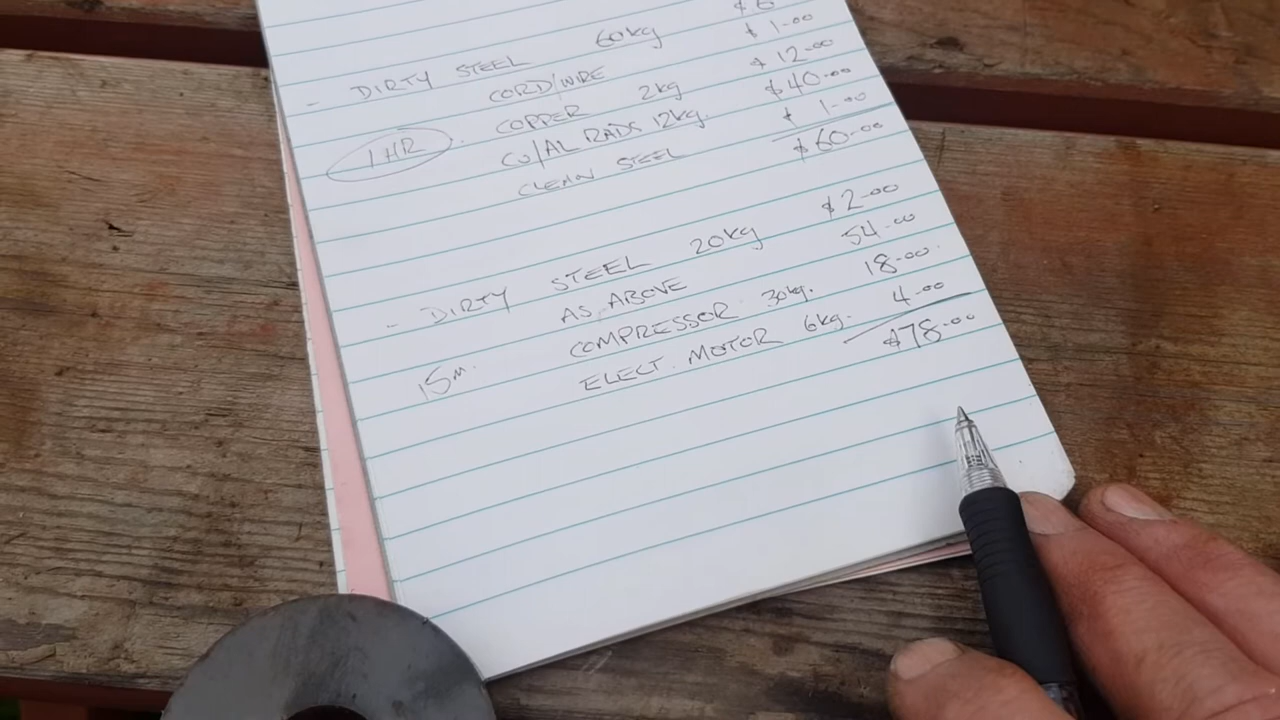 - DIRTY STEEL 60kg $6
CORD/WIRE $1-00
1 HR. COPPER 2kg $12-00
CU/AL RADS 12kg. $40-00
CLEAN STEEL $1-00
$60-00
- DIRTY STEEL 20kg $2-00
AS ABOVE 54-00
15M. COMPRESSOR 30kg. 18-00
ELECT. MOTOR 6kg. 4-00
$78-00